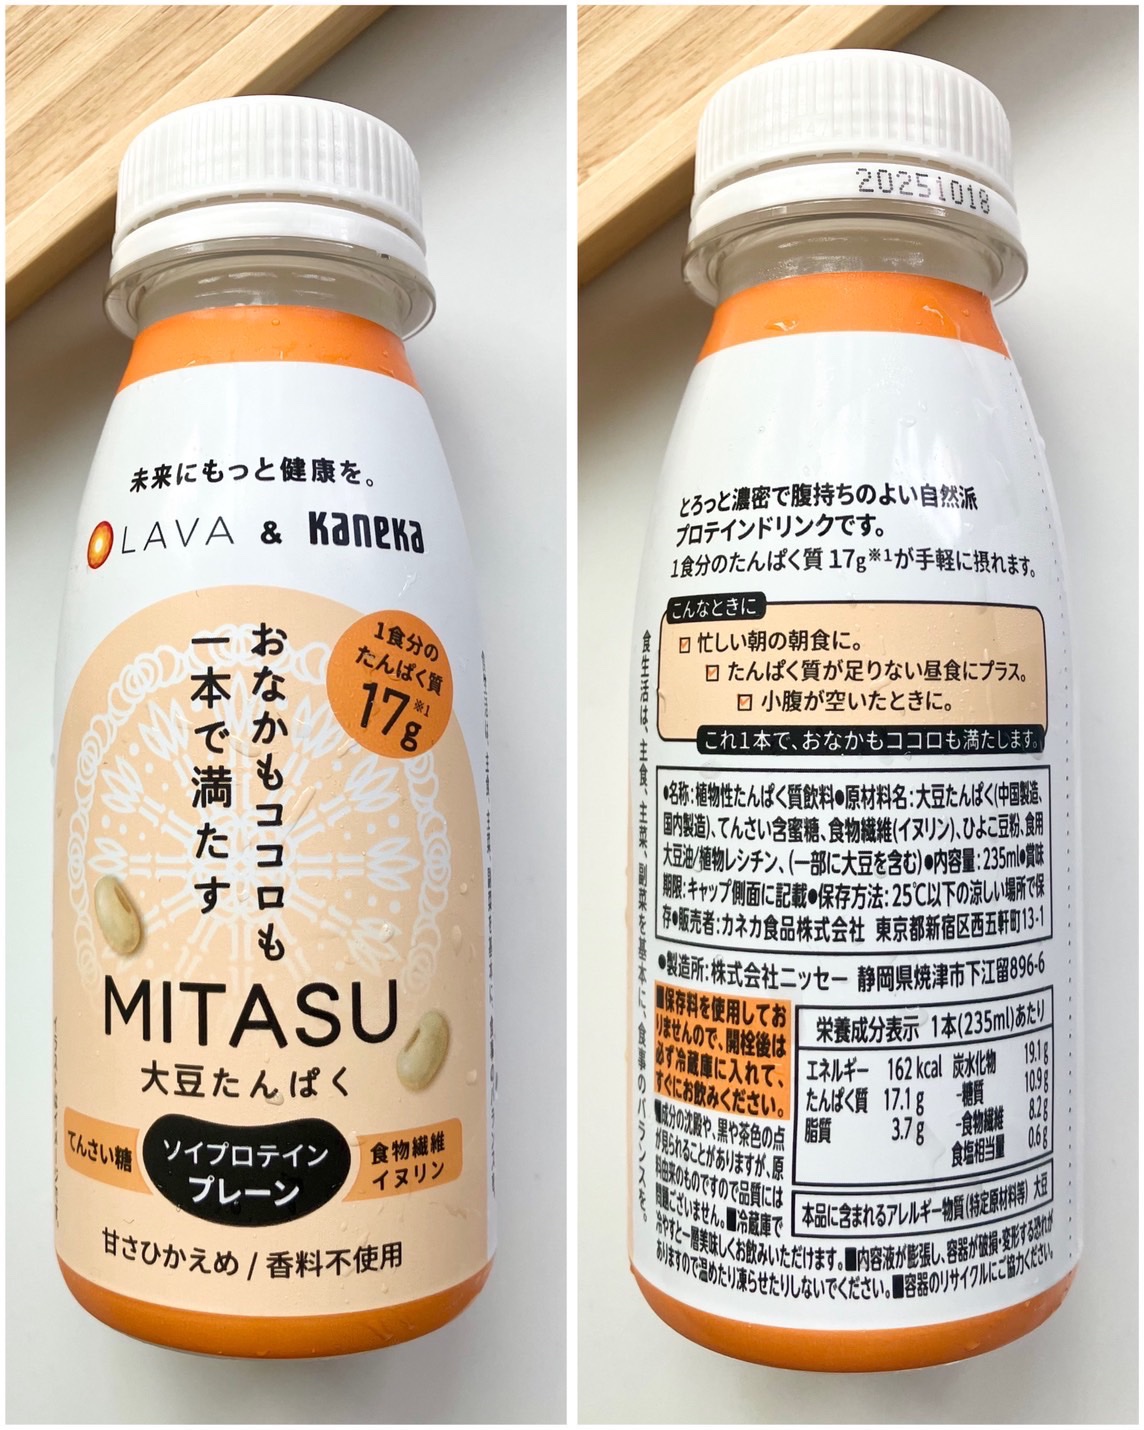 未来にもっと健康を。
LAVA & Kaneka
おなかもココロも
一本で満たす
1食分の
たんぱく質
17g※1
MITASU
大豆たんぱく
てんさい糖
ソイプロテイン
プレーン
食物繊維
イヌリン
甘さひかえめ / 香料不使用
20251018
とろっと濃密で腹持ちのよい自然派
プロテインドリンクです。
1食分のたんぱく質 17g※1が手軽に摂れます。
こんなときに
忙しい朝の朝食に。
たんぱく質が足りない昼食にプラス。
小腹が空いたときに。
これ1本で、おなかもココロも満たします。
食生活は、主食、主菜、副菜を基本に、食事のバランスを。
●名称:植物性たんぱく質飲料●原材料名:大豆たんぱく(中国製造、
国内製造)、てんさい含蜜糖、食物繊維(イヌリン)、ひよこ豆粉、食用
大豆油/植物レシチン、(一部に大豆を含む)●内容量:235ml●賞味
期限:キャップ側面に記載●保存方法:25℃以下の涼しい場所で保
存●販売者:カネカ食品株式会社 東京都新宿区西五軒町13-1
●製造所:株式会社ニッセー 静岡県焼津市下江留896-6
■保存料を使用してお
りませんので、開栓後は
必ず冷蔵庫に入れて、
すぐにお飲みください。
栄養成分表示 1本(235ml)あたり
エネルギー 162 kcal 炭水化物 19.1g
たんぱく質 17.1g -糖質 10.9g
脂質 3.7g -食物繊維 8.2g
食塩相当量 0.6g
■成分の沈殿や、黒や茶色の点
が見られることがありますが、原
料由来のものですので品質には
問題ございません。■冷蔵庫で
冷やすと一層美味しくお飲みいただけます。■内容液が膨張し、容器が破損・変形する恐れが
ありますので温めたり凍らせたりしないでください。■容器のリサイクルにご協力ください。
本品に含まれるアレルギー物質(特定原材料等) 大豆